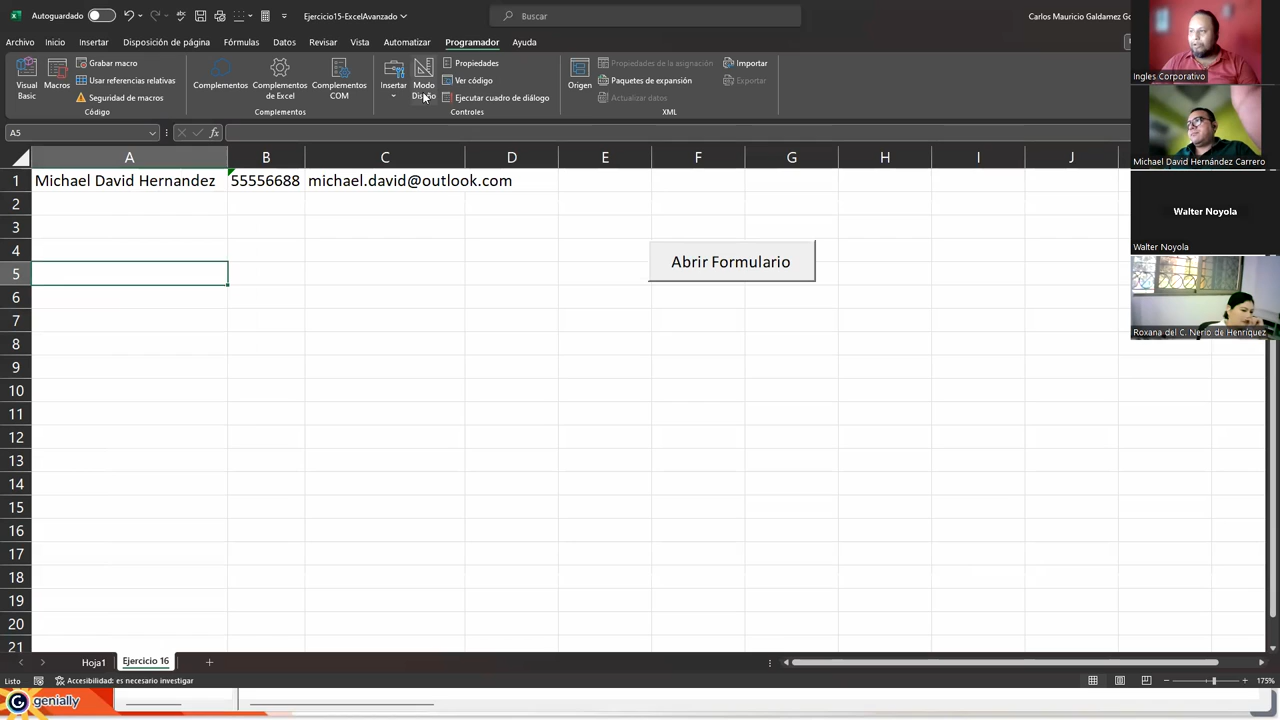 Autoguardado
Ejercicio15-ExcelAvanzado
Buscar
Carlos Mauricio Galdamez Go
Archivo Inicio Insertar Disposición de página Fórmulas Datos Revisar Vista Automatizar Programador Ayuda
Visual Basic
Macros
Grabar macro
Usar referencias relativas
Seguridad de macros
Código
Complementos
Complementos de Excel
Complementos COM
Complementos
Insertar
Modo Diseño
Propiedades
Ver código
Ejecutar cuadro de diálogo
Controles
Origen
Propiedades de la asignación
Paquetes de expansión
Actualizar datos
Importar
Exportar
XML
A5
fx
A B C D E F G H I J
1 Michael David Hernandez 55556688 michael.david@outlook.com
2
3
4
Abrir Formulario
5
6
7
8
9
10
11
12
13
14
15
16
17
18
19
20
21
Ingles Corporativo
Michael David Hernández Carrero
Walter Noyola
Walter Noyola
Roxana del C. Nerio de Henríquez
Hoja1 Ejercicio 16
Listo
Accesibilidad: es necesario investigar
175%
G genially